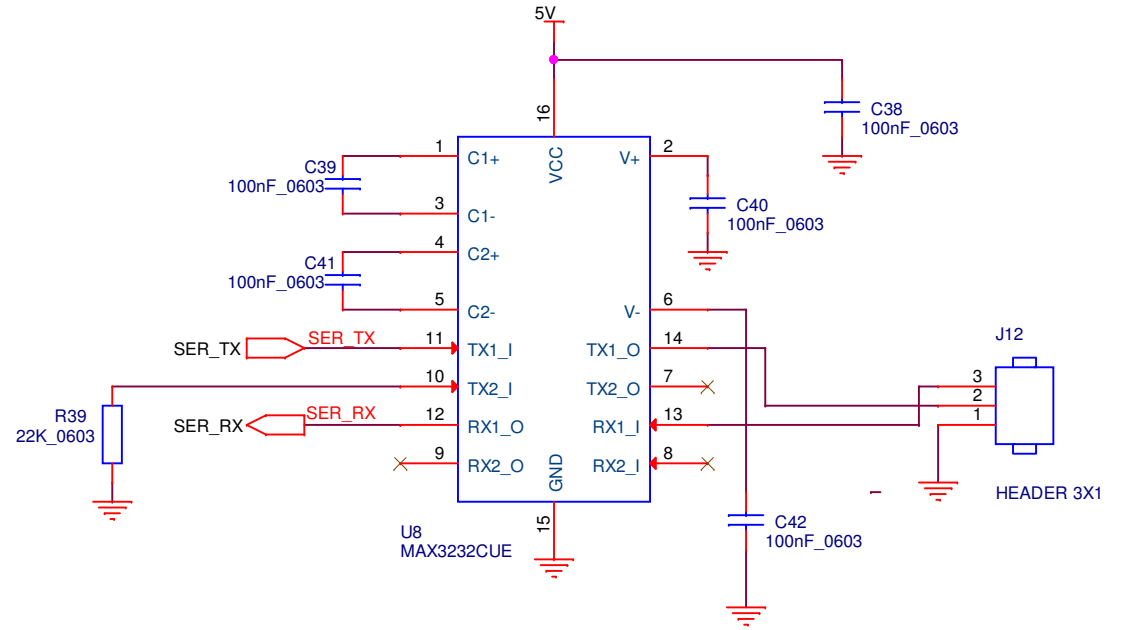 5V
16
C38
100nF_0603
1
C1+
VCC
V+
2
C39
100nF_0603
3
C1-
C40
100nF_0603
4
C2+
C41
100nF_0603
5
C2-
V-
6
SER_TX
SER_TX
11
TX1_I
TX1_O
14
J12
10
TX2_I
TX2_O
7
3
2
1
R39
22K_0603
SER_RX
SER_RX
12
RX1_O
RX1_I
13
9
RX2_O
GND
RX2_I
8
HEADER 3X1
15
U8
MAX3232CUE
C42
100nF_0603